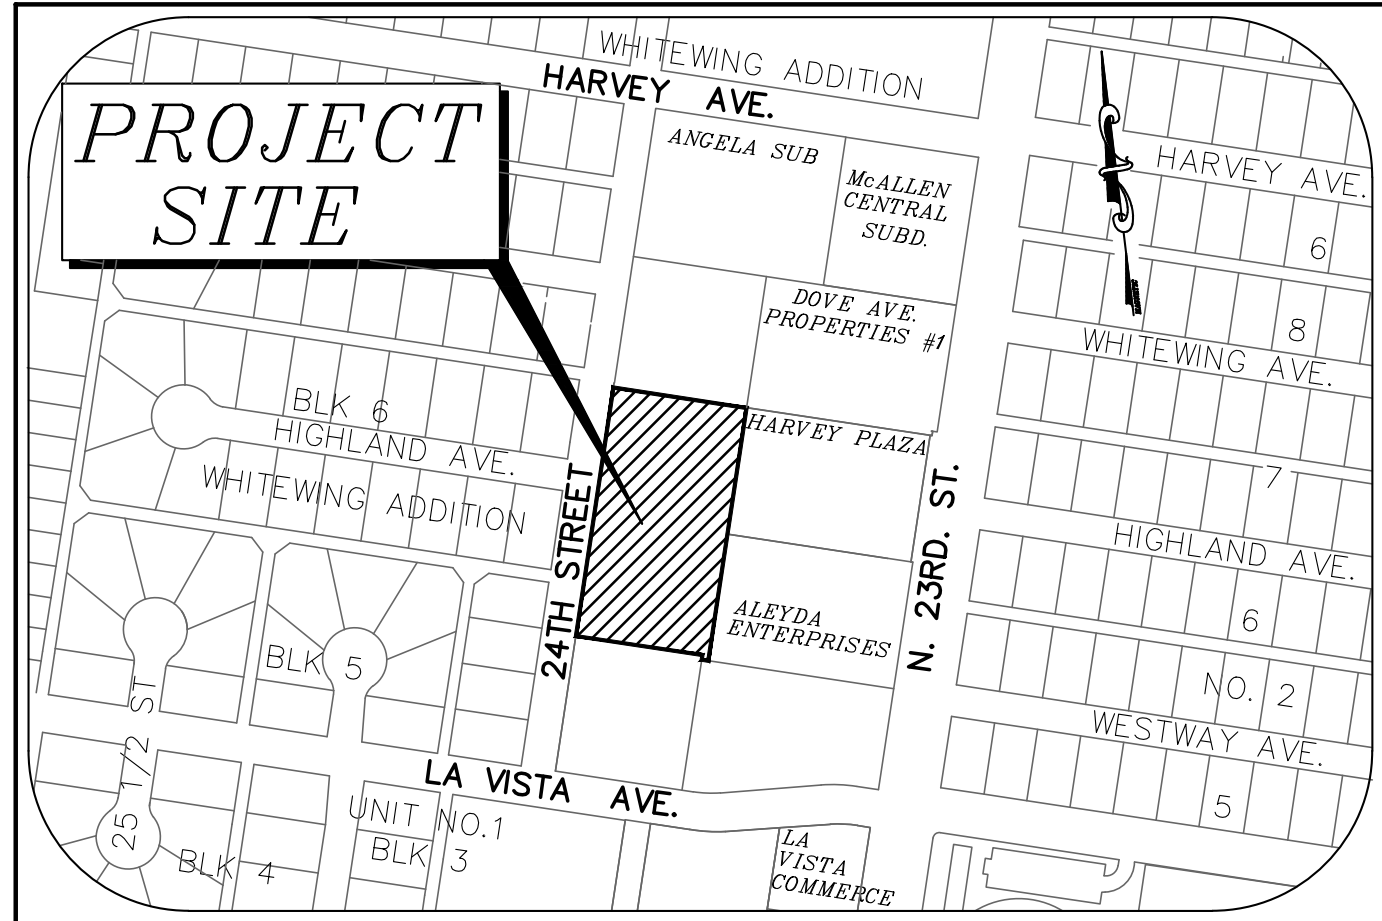 WHITEWING ADDITION
HARVEY AVE.
PROJECT
SITE
ANGELA SUB
McALLEN
CENTRAL
SUBD.
HARVEY AVE.
6
DOVE AVE.
PROPERTIES #1
8
WHITEWING AVE.
BLK 6
HIGHLAND AVE.
WHITEWING ADDITION
HARVEY PLAZA
7
24TH STREET
N. 23RD. ST.
HIGHLAND AVE.
ALEYDA
ENTERPRISES
6
BLK 5
NO. 2
25 1/2 ST
WESTWAY AVE.
LA VISTA AVE.
5
UNIT NO.1
BLK 3
BLK 4
LA
VISTA
COMMERCE